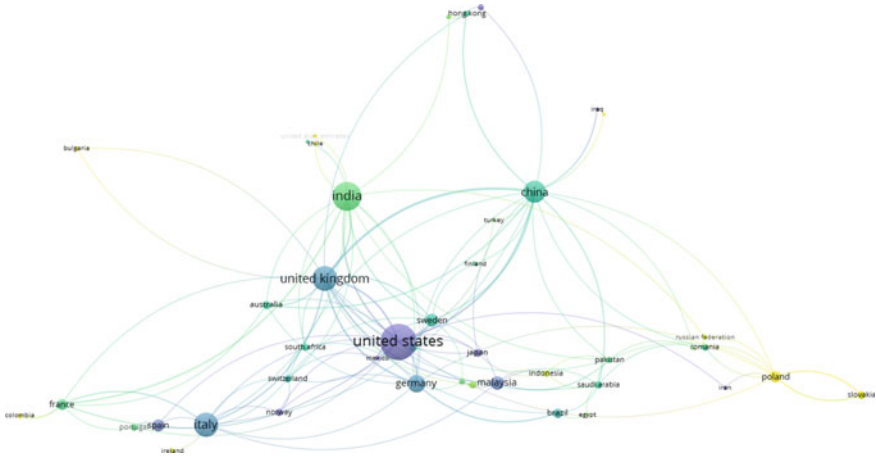 hong kong
iraq
chile
bulgaria
india
china
turkey
finland
united kingdom
australia
sweden
russian federation
romania
south africa
united states
japan
mexico
pakistan
indonesia
switzerland
germany
malaysia
saudi arabia
iran
poland
slovakia
france
norway
brazil
egypt
colombia
portugal
spain
italy
ireland